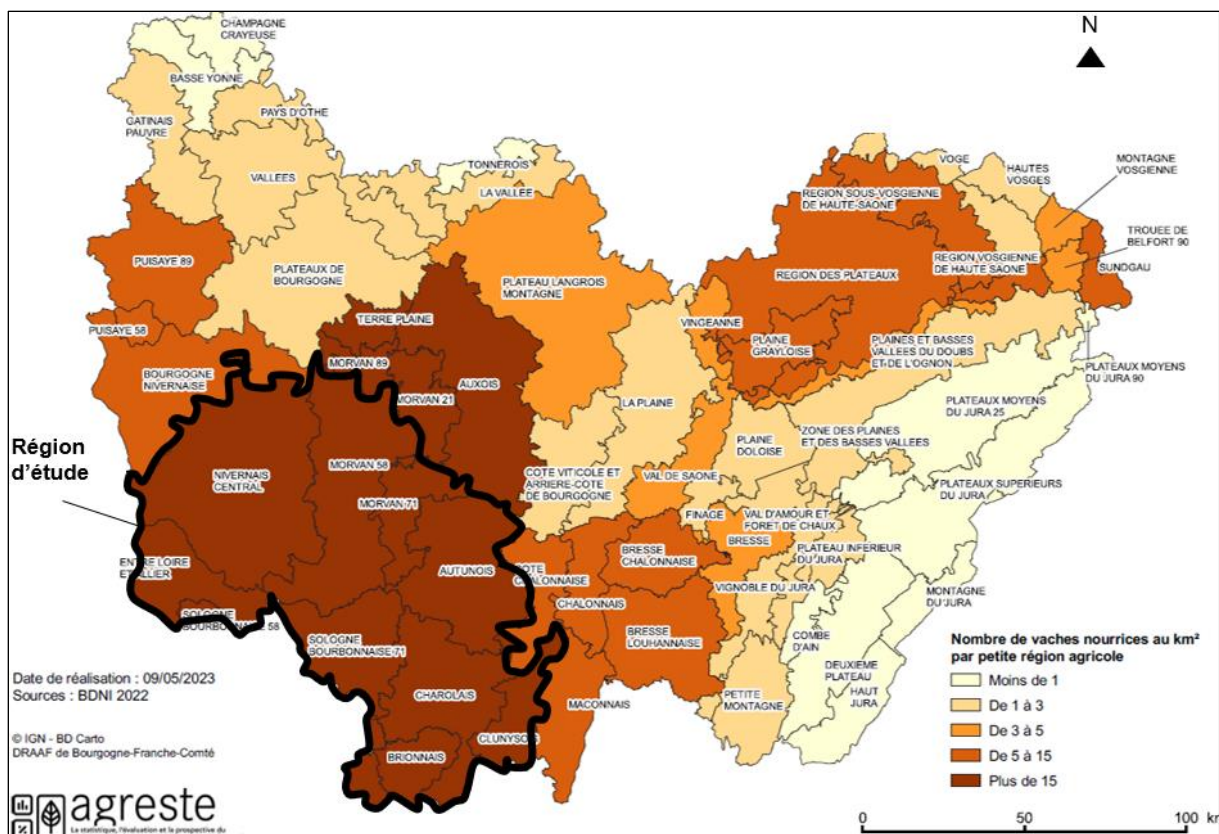 CHAMPAGNE
CRAYEUSE
N
BASSE YONNE
PAYS D'OTHE
GATINAIS
PAUVRE
VALLEES
TONNEROIS
LA VALLEE
VOGE
HAUTES
VOSGES
MONTAGNE
VOSGIENNE
REGION SOUS-VOSGIENNE
DE HAUTE-SAONE
TROUEE DE
BELFORT 90
PUISAYE 89
PLATEAUX DE
BOURGOGNE
PLATEAU LANGROIS
MONTAGNE
REGION DES PLATEAUX
REGION VOSGIENNE
DE HAUTE SAONE
SUNDGAU
PUISAYE 58
TERRE PLAINE
VINGEANNE
PLAINE
GRAYLOISE
PLAINES ET BASSES
VALLEES DU DOUBS
ET DE L'OGNON
BOURGOGNE
NIVERNAISE
MORVAN 89
AUXOIS
MORVAN 21
LA PLAINE
PLATEAUX MOYENS
DU JURA 90
PLATEAUX MOYENS
DU JURA 25
Région
d'étude
NIVERNAIS
CENTRAL
MORVAN 58
MORVAN 71
COTE VITICOLE ET
ARRIERE-COTE
DE BOURGOGNE
VAL DE SAONE
PLAINE
DOLOISE
ZONE DES PLAINES
ET DES BASSES VALLEES
PLATEAUX SUPERIEURS
DU JURA
FINAGE
VAL D'AMOUR ET
FORET DE CHAUX
BRESSE
ENTRE LOIRE
ET ALLIER
AUTUNOIS
COTE
CHALONNAISE
BRESSE
CHALONNAISE
PLATEAU INFERIEUR
DU JURA
VIGNOBLE DU JURA
MONTAGNE
DU JURA
SOLOGNE
BOURBONNAISE 58
CHALONNAIS
SOLOGNE
BOURBONNAISE 71
BRESSE
LOUHANNAISE
COMBE
D'AIN
DEUXIEME
PLATEAU
HAUT
JURA
CHAROLAIS
MACONNAIS
PETITE
MONTAGNE
CLUNYSOIS
BRIONNAIS
Nombre de vaches nourrices au km²
par petite région agricole
Moins de 1
De 1 à 3
De 3 à 5
De 5 à 15
Plus de 15
Date de réalisation : 09/05/2023
Sources : BDNI 2022
© IGN - BD Carto
DRAAF de Bourgogne-Franche-Comté
agreste
La statistique, l'évaluation et la prospective du
0 50 100 km